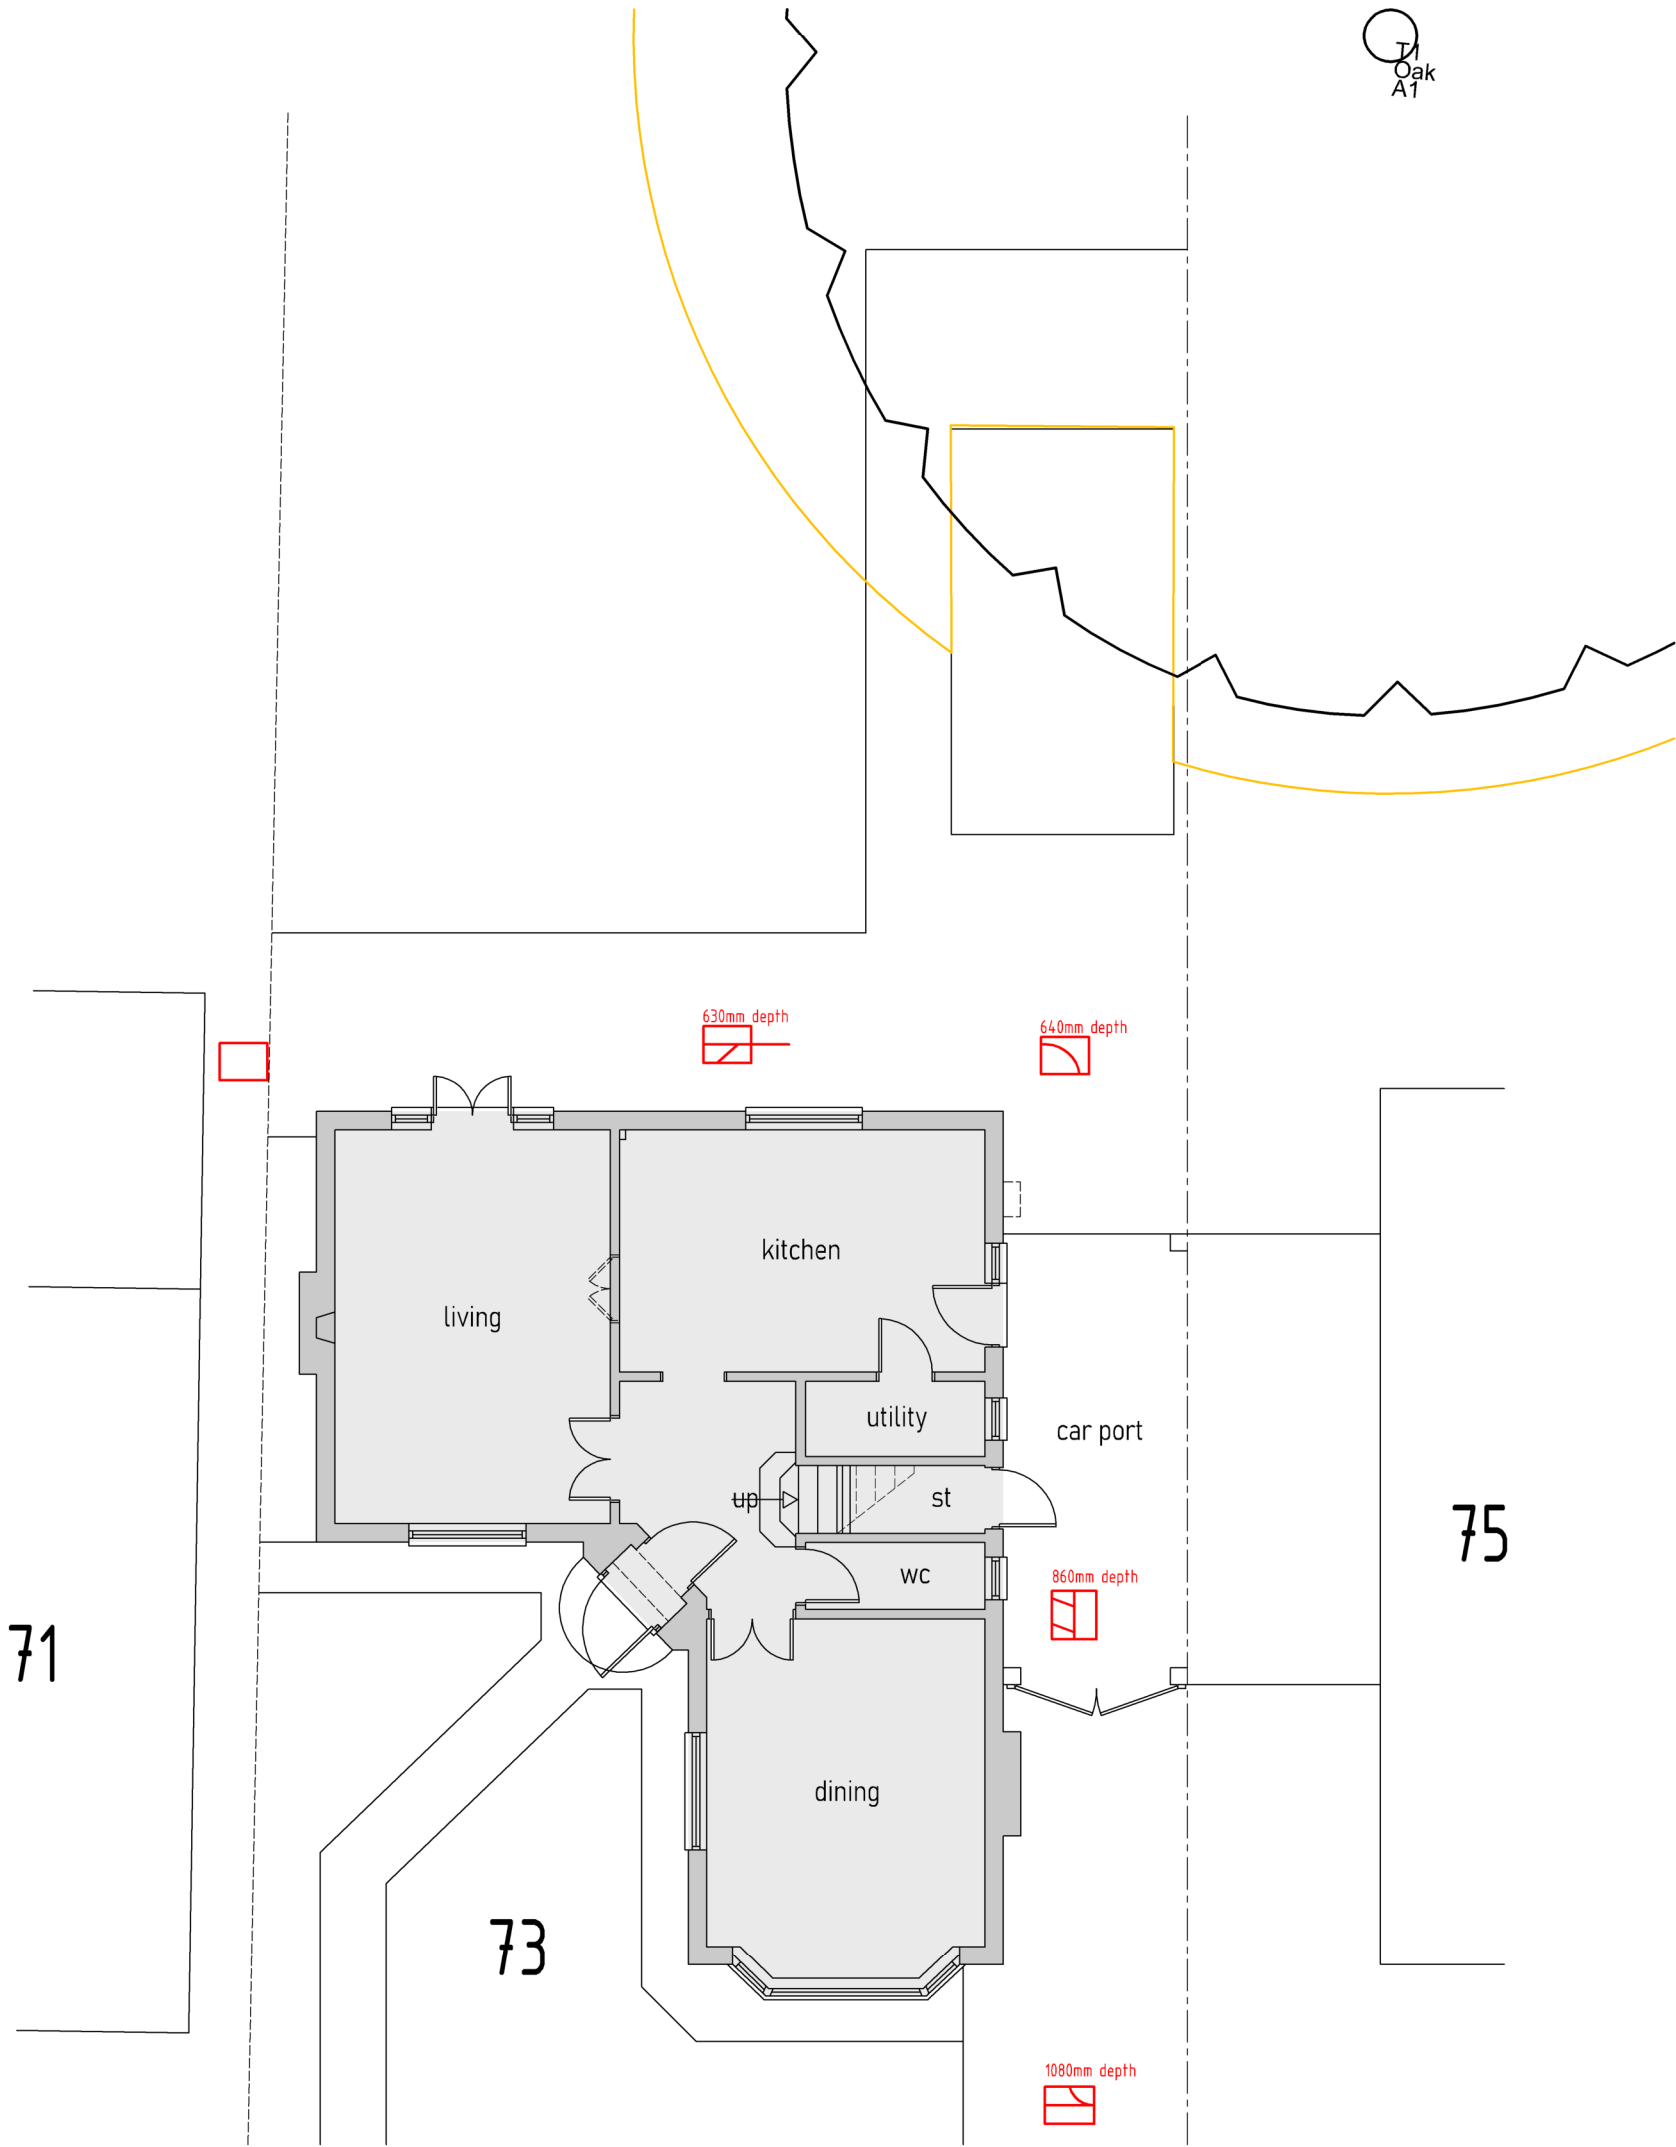 T1
Oak
A1
630mm depth
640mm depth
kitchen
living
utility
car port
up
st
75
wc
860mm depth
71
dining
73
1080mm depth